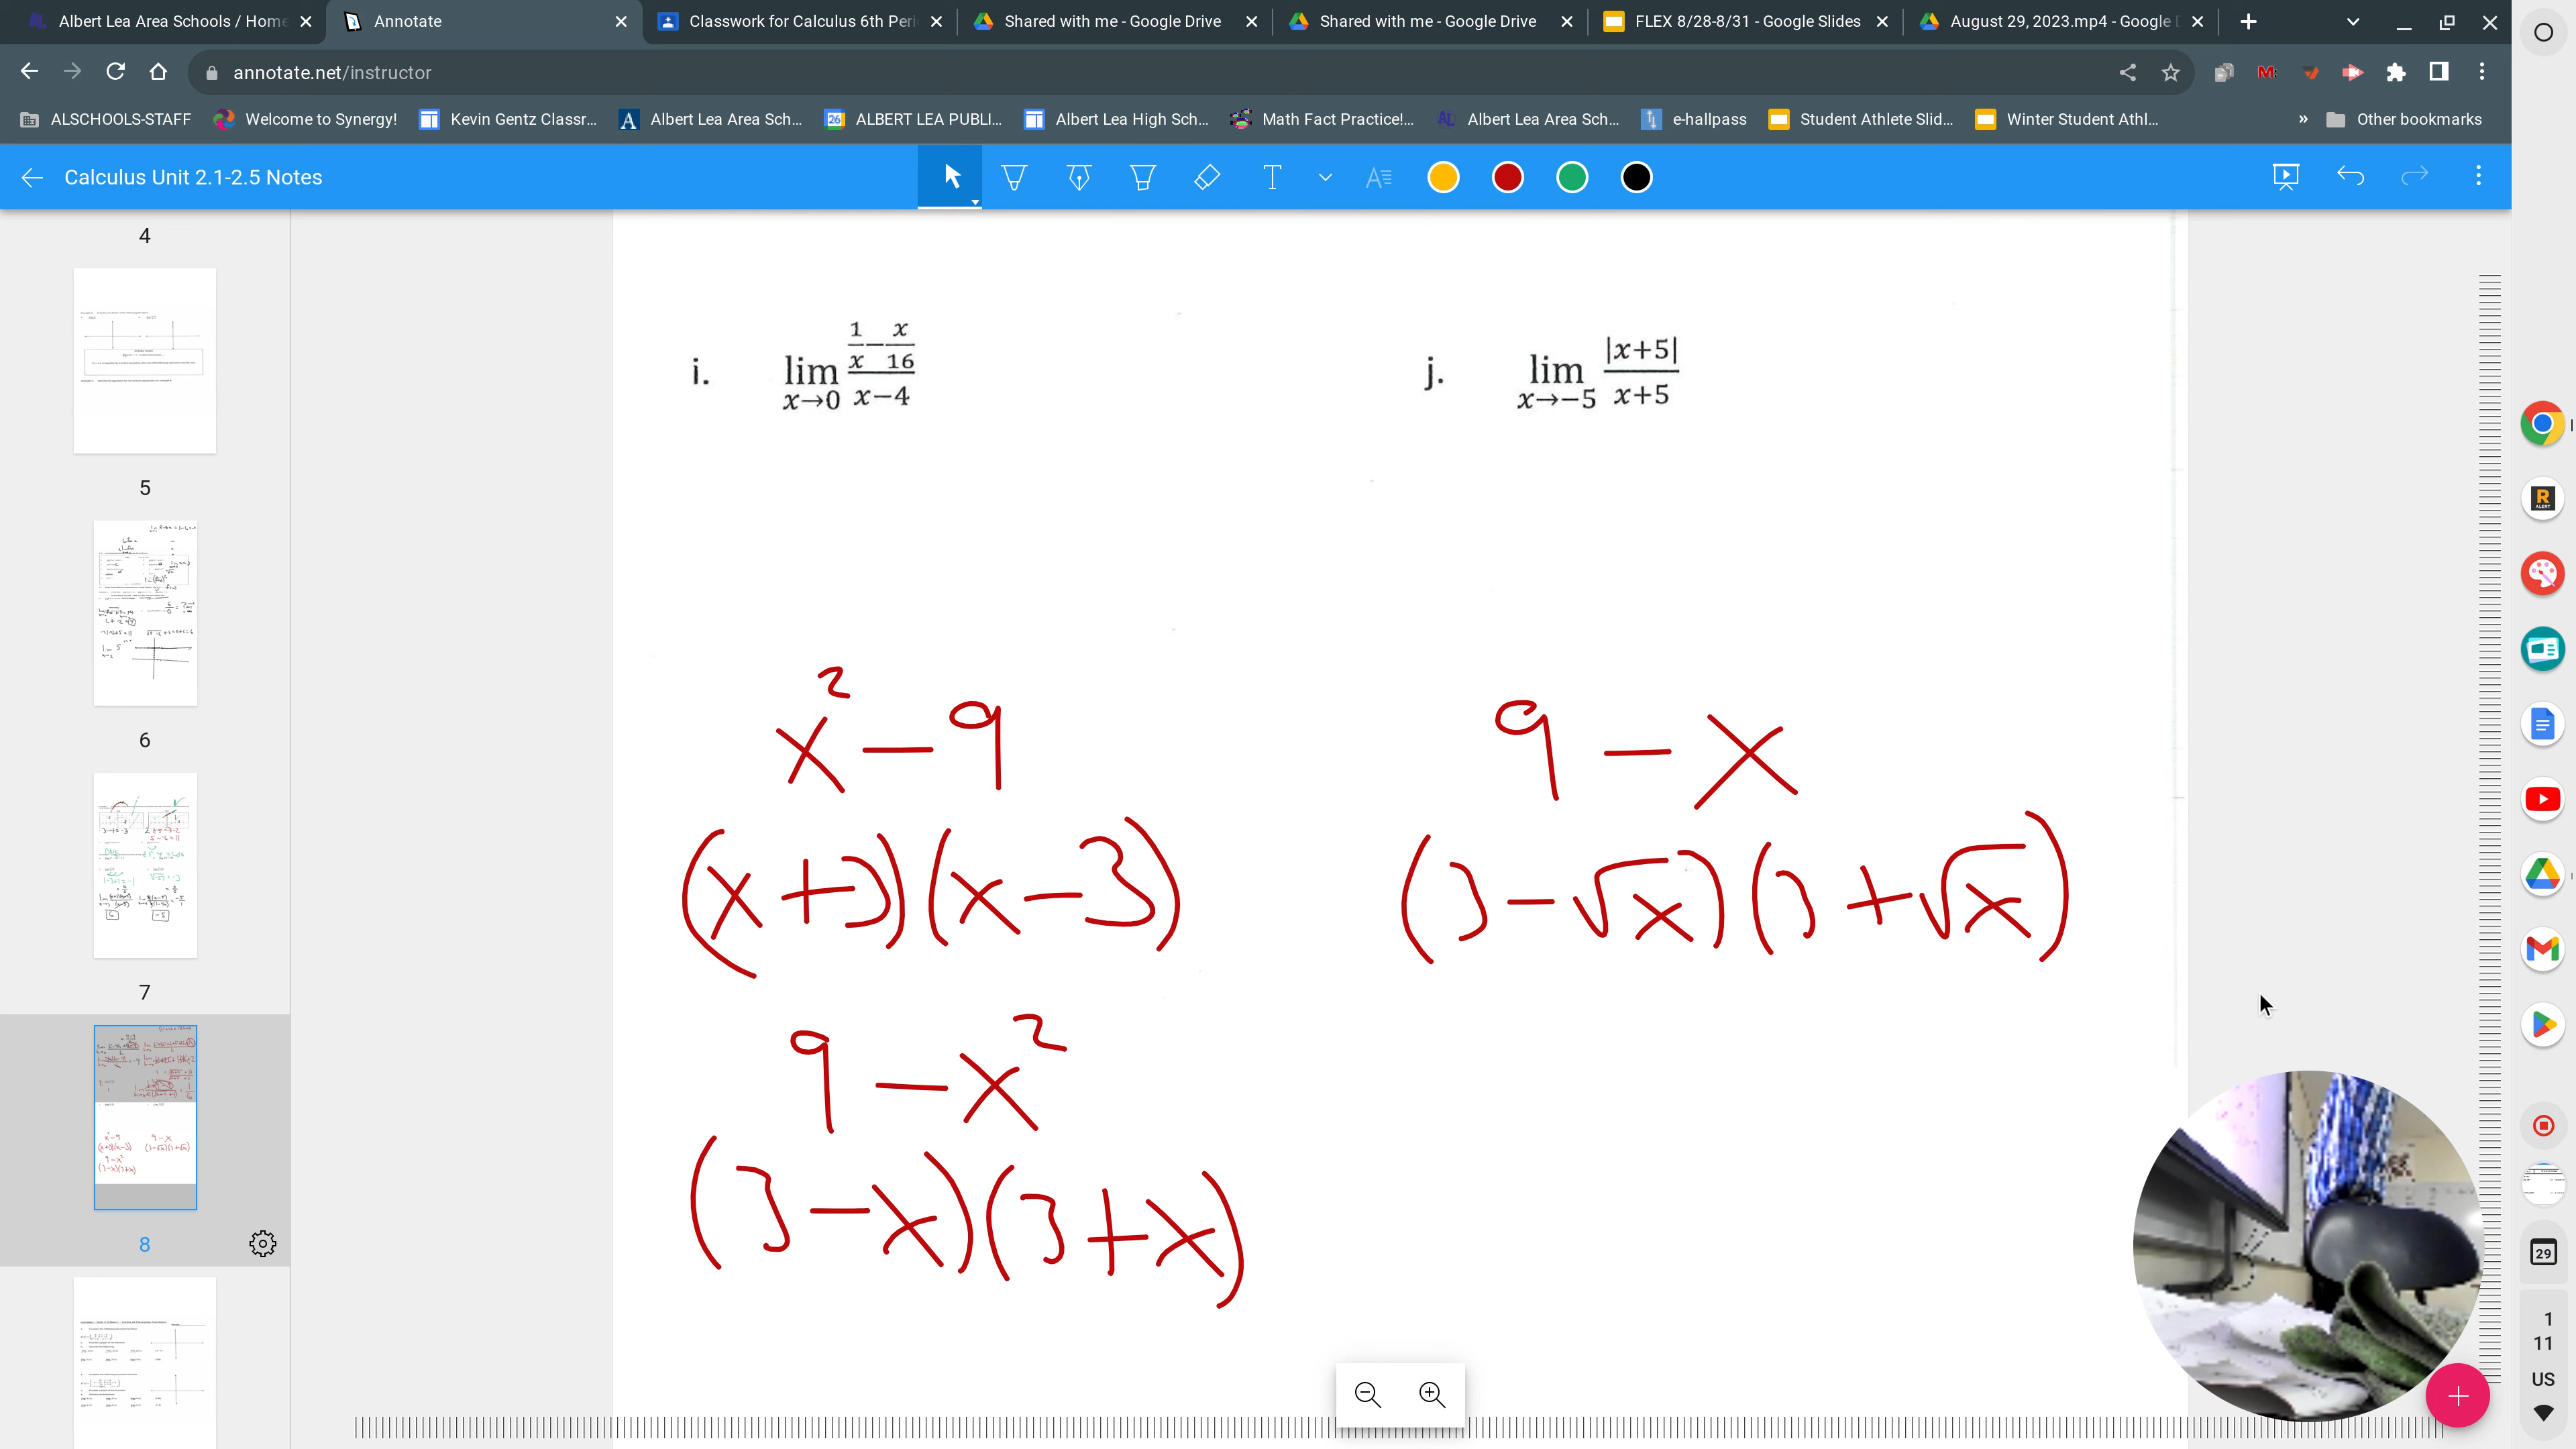 Albert Lea Area Schools / Home
Annotate
Classwork for Calculus 6th Peri
Shared with me - Google Drive
Shared with me - Google Drive
FLEX 8/28-8/31 - Google Slides
August 29, 2023.mp4 - Google D
annotate.net/instructor
ALSCHOOLS-STAFF
Welcome to Synergy!
Kevin Gentz Classr...
Albert Lea Area Sch...
ALBERT LEA PUBLI...
Albert Lea High Sch...
Math Fact Practice!...
Albert Lea Area Sch...
e-hallpass
Student Athlete Slid...
Winter Student Athl...
» Other bookmarks
Calculus Unit 2.1-2.5 Notes
4
5
6
7
8
i. lim x→0 (1/x − x/16)/(x−4)
j. lim x→−5 |x+5|/(x+5)
x² − 9
9 − x
(x + 3)(x − 3)
(3 − √x)(3 + √x)
9 − x²
(3 − x)(3 + x)
R
ALERT
29
1
11
US